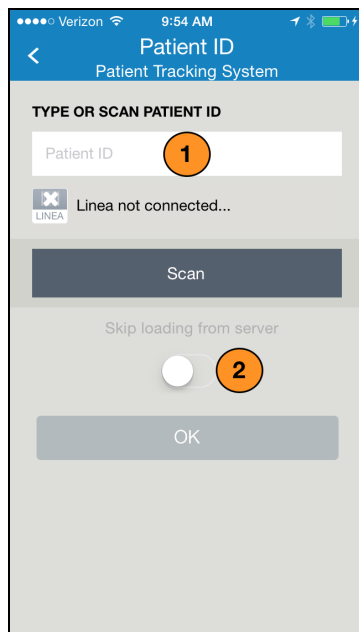 Verizon 9:54 AM
Patient ID
Patient Tracking System
TYPE OR SCAN PATIENT ID
Patient ID 1
LINEA Linea not connected...
Scan
Skip loading from server
2
OK